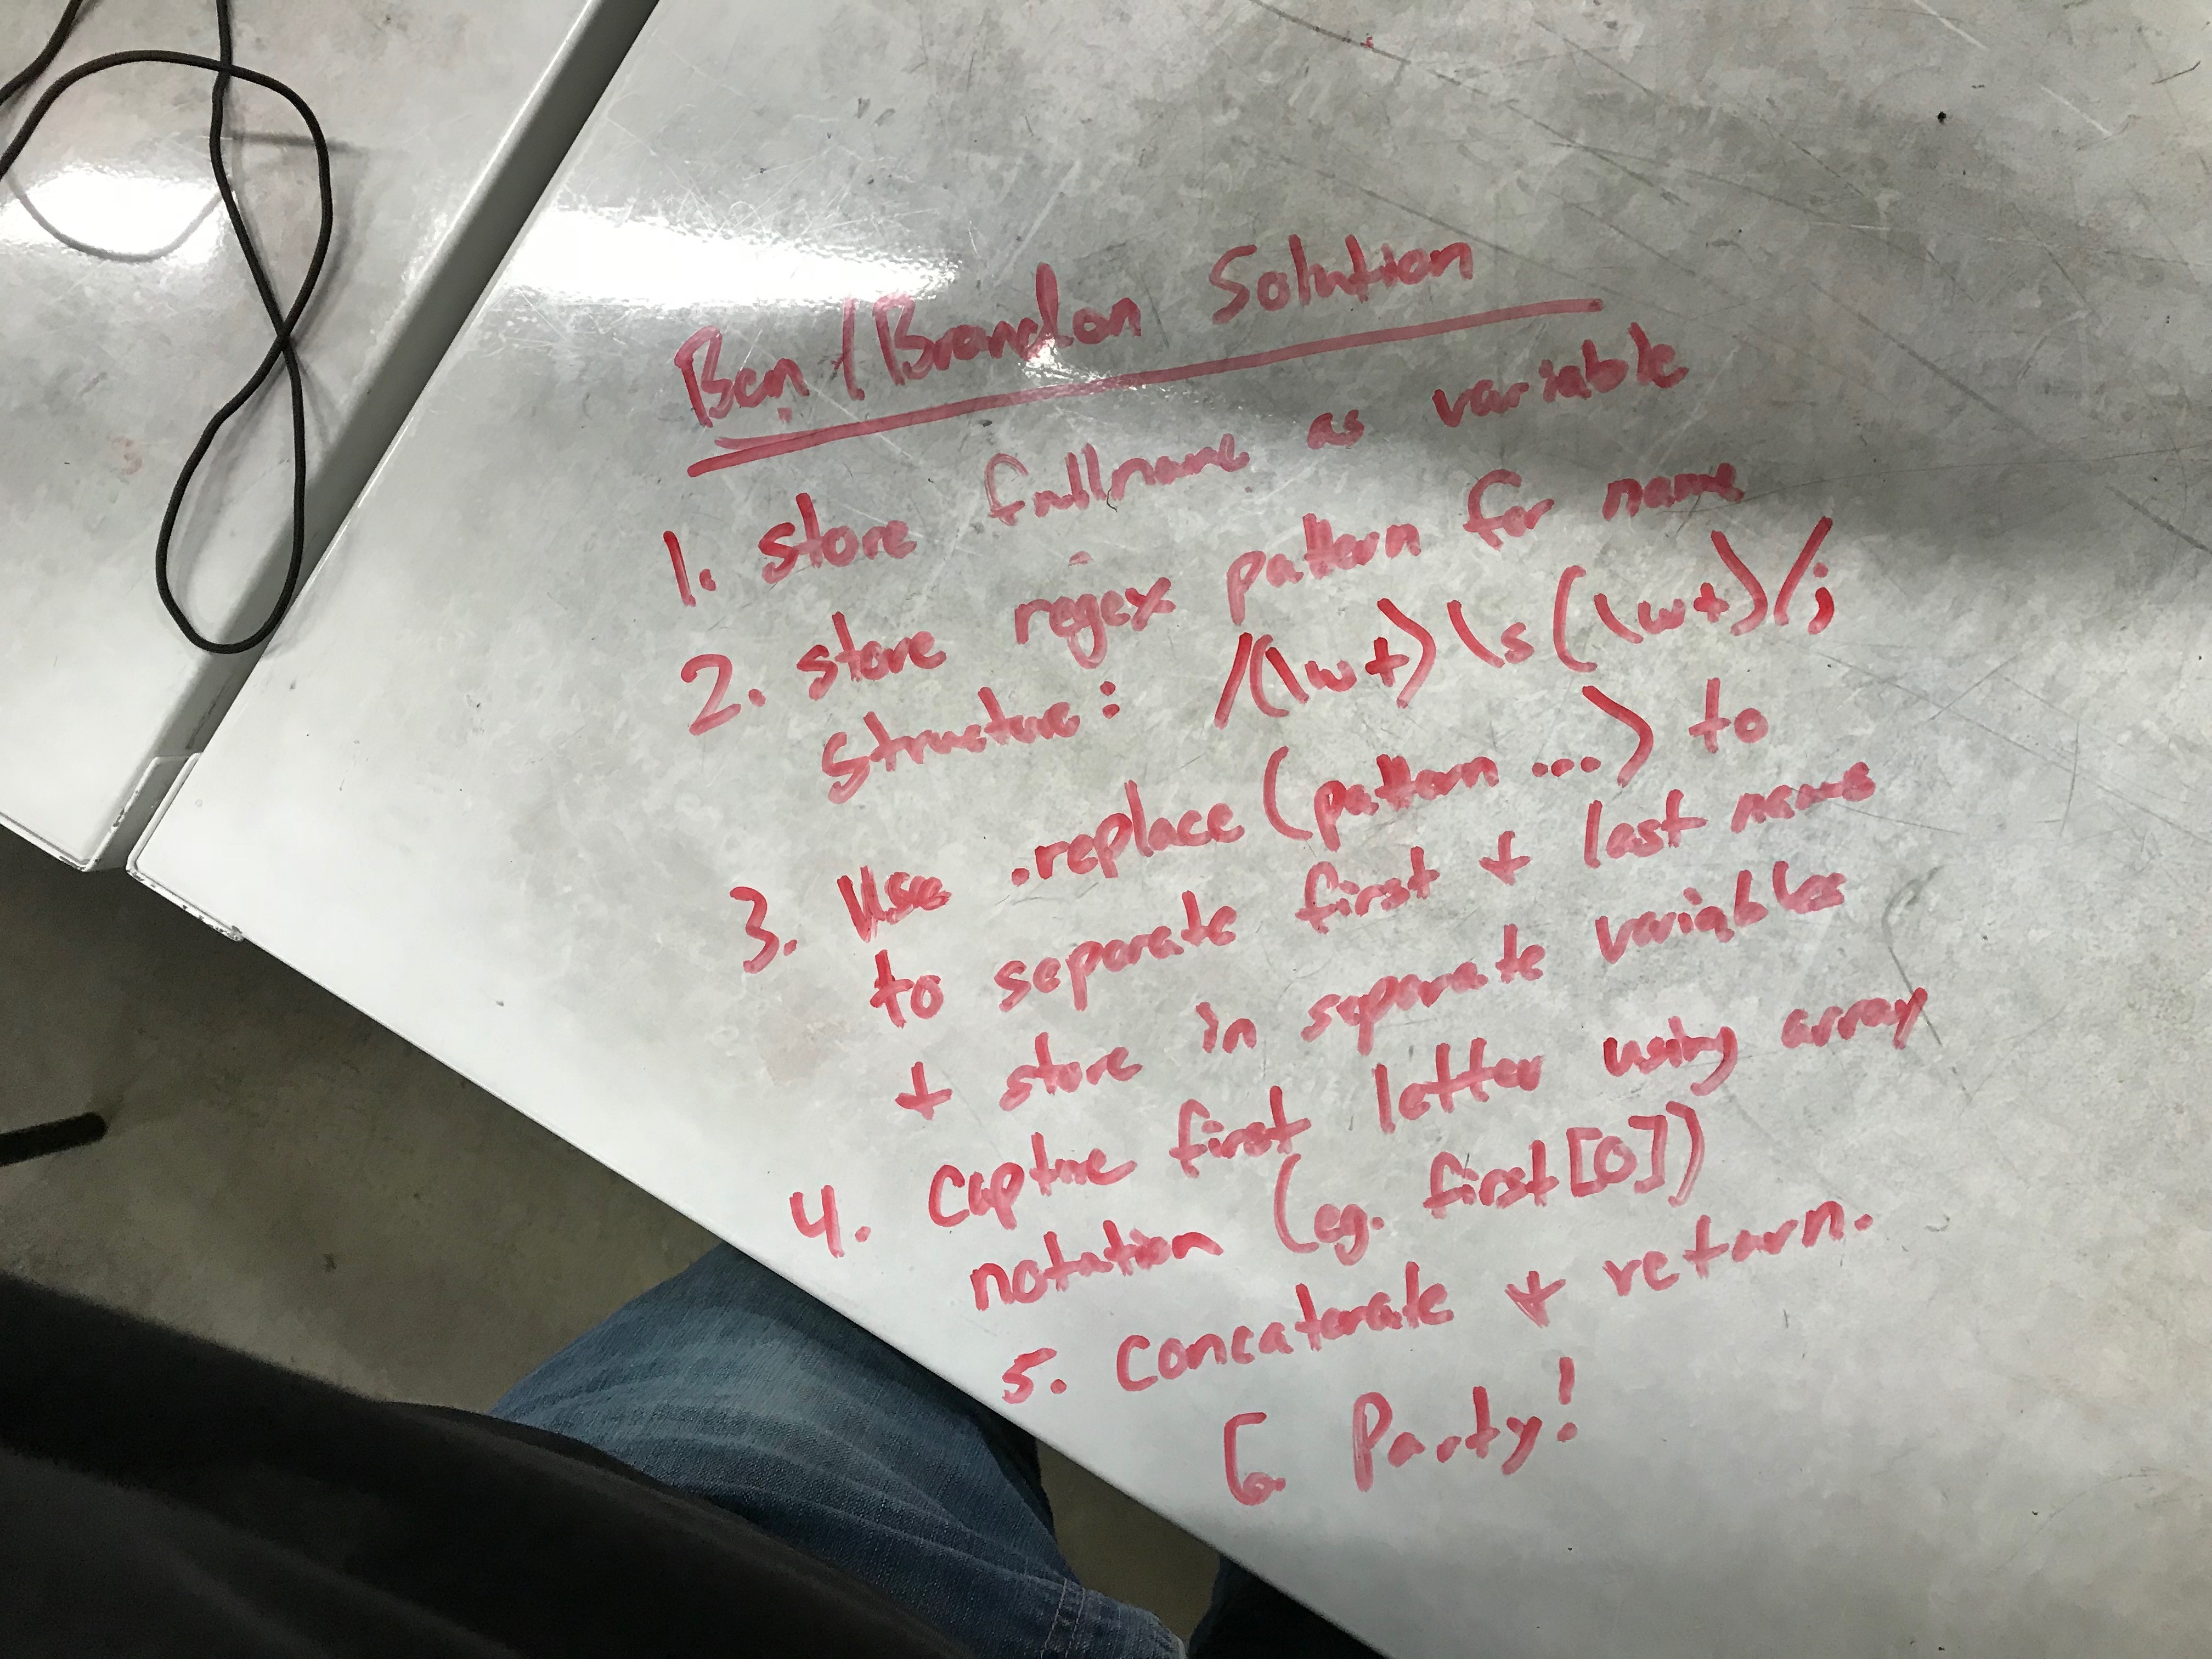 Ben / Brandon Solution
1. store fullname as variable
2. store regex pattern for name
structure: /(\w+)\s(\w+)/;
3. Use .replace(pattern ...) to
to separate first + last name
+ store in separate variables
4. Capture first letter using array
notation (eg. first[0])
5. Concatenate + return.
6. Party!